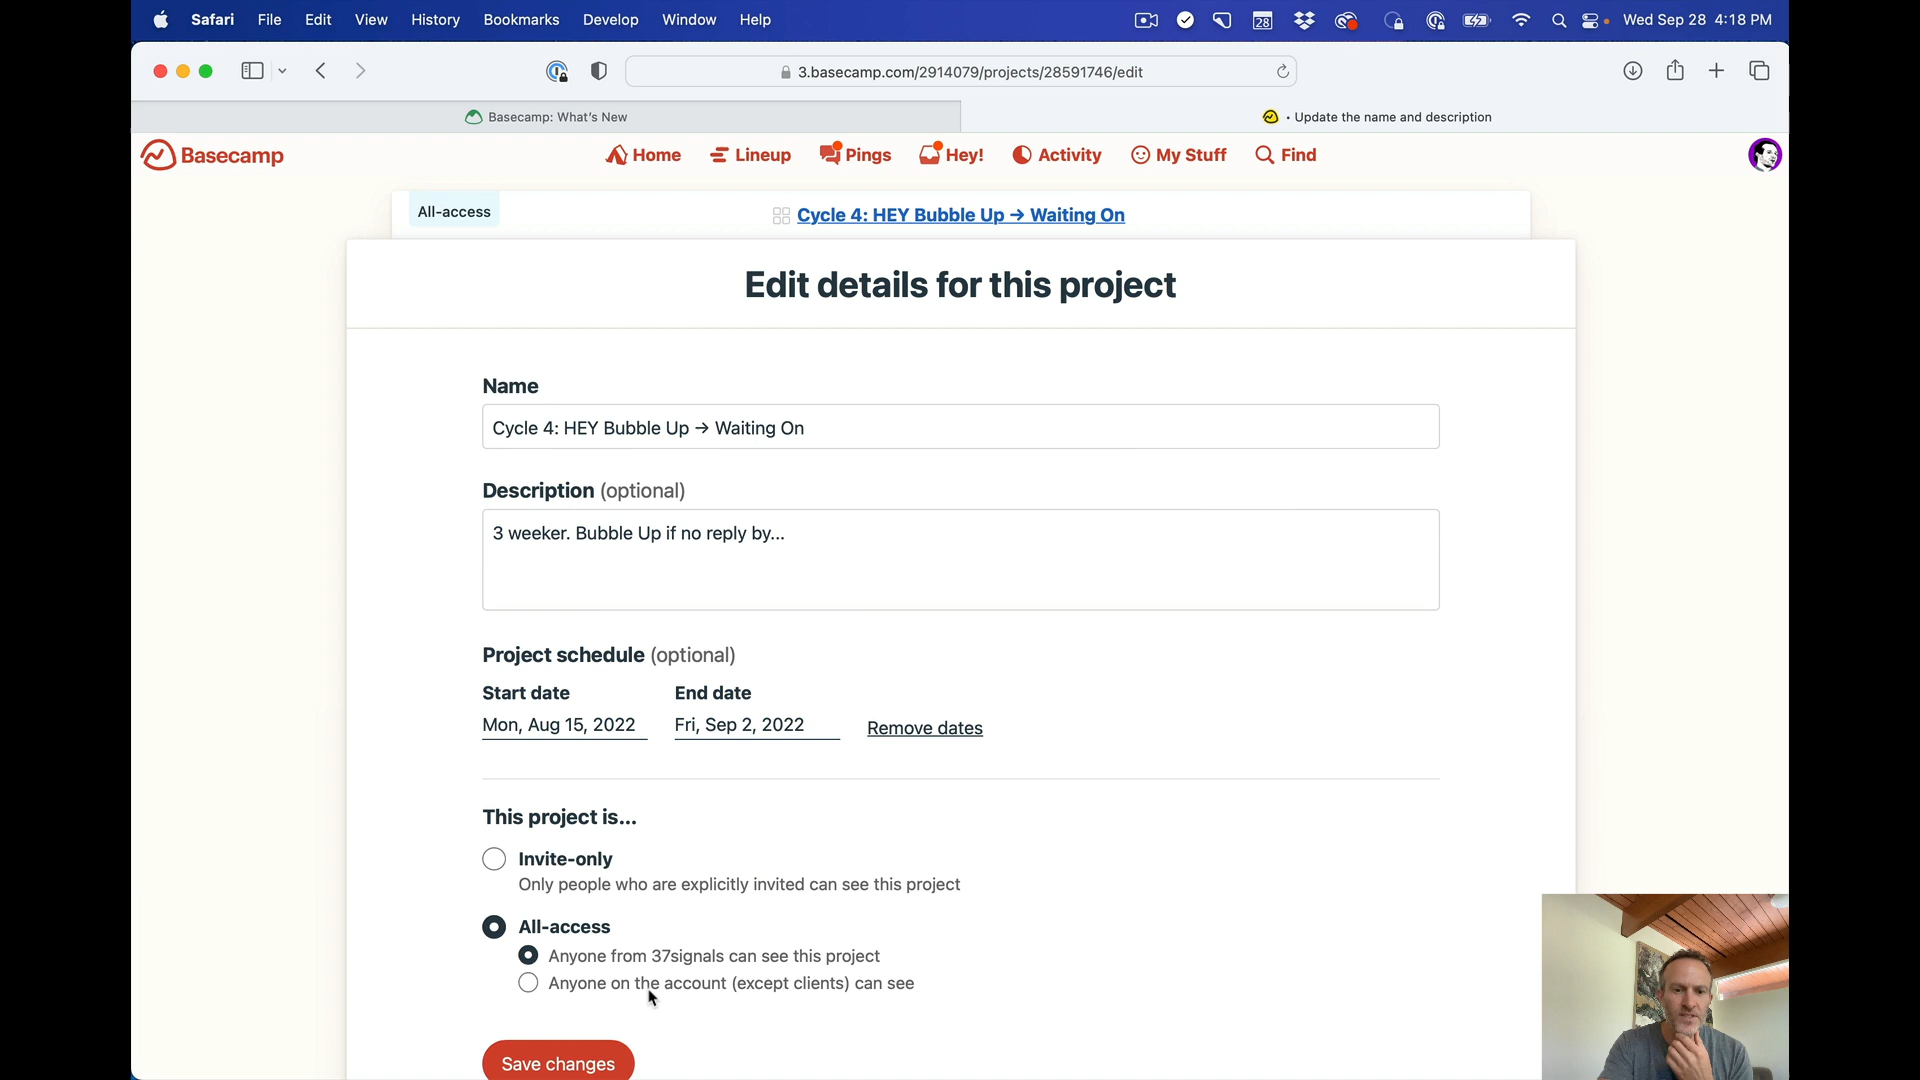 Safari File Edit View History Bookmarks Develop Window Help
28
Wed Sep 28 4:18 PM
3.basecamp.com/2914079/projects/28591746/edit
Basecamp: What's New
• Update the name and description
Basecamp
Home Lineup Pings Hey! Activity My Stuff Find
All-access
Cycle 4: HEY Bubble Up → Waiting On
Edit details for this project
Name
Cycle 4: HEY Bubble Up → Waiting On
Description (optional)
3 weeker. Bubble Up if no reply by...
Project schedule (optional)
Start date End date
Mon, Aug 15, 2022 Fri, Sep 2, 2022 Remove dates
This project is...
Invite-only
Only people who are explicitly invited can see this project
All-access
Anyone from 37signals can see this project
Anyone on the account (except clients) can see
Save changes